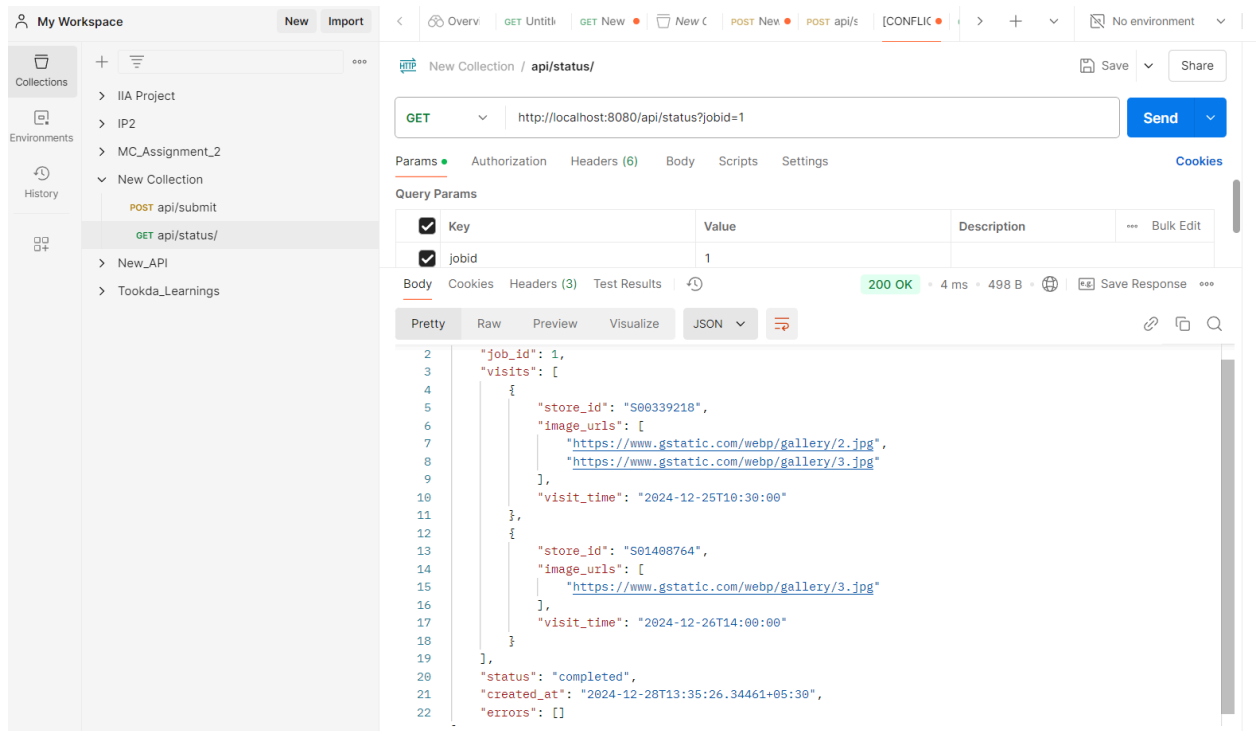 My Workspace New Import Overvi GET Untitl GET New New C POST New POST api/s [CONFLIC No environment
Collections
Environments
History
IIA Project
IP2
MC_Assignment_2
New Collection
POST api/submit
GET api/status/
New_API
Tookda_Learnings
HTTP New Collection / api/status/ Save Share
GET http://localhost:8080/api/status?jobid=1 Send
Params Authorization Headers (6) Body Scripts Settings Cookies
Query Params
Key Value Description Bulk Edit
jobid 1
Body Cookies Headers (3) Test Results 200 OK 4 ms 498 B e.g. Save Response
Pretty Raw Preview Visualize JSON
2 "job_id": 1,
3 "visits": [
4 {
5 "store_id": "S00339218",
6 "image_urls": [
7 "https://www.gstatic.com/webp/gallery/2.jpg",
8 "https://www.gstatic.com/webp/gallery/3.jpg"
9 ],
10 "visit_time": "2024-12-25T10:30:00"
11 },
12 {
13 "store_id": "S01408764",
14 "image_urls": [
15 "https://www.gstatic.com/webp/gallery/3.jpg"
16 ],
17 "visit_time": "2024-12-26T14:00:00"
18 }
19 ],
20 "status": "completed",
21 "created_at": "2024-12-28T13:35:26.34461+05:30",
22 "errors": []